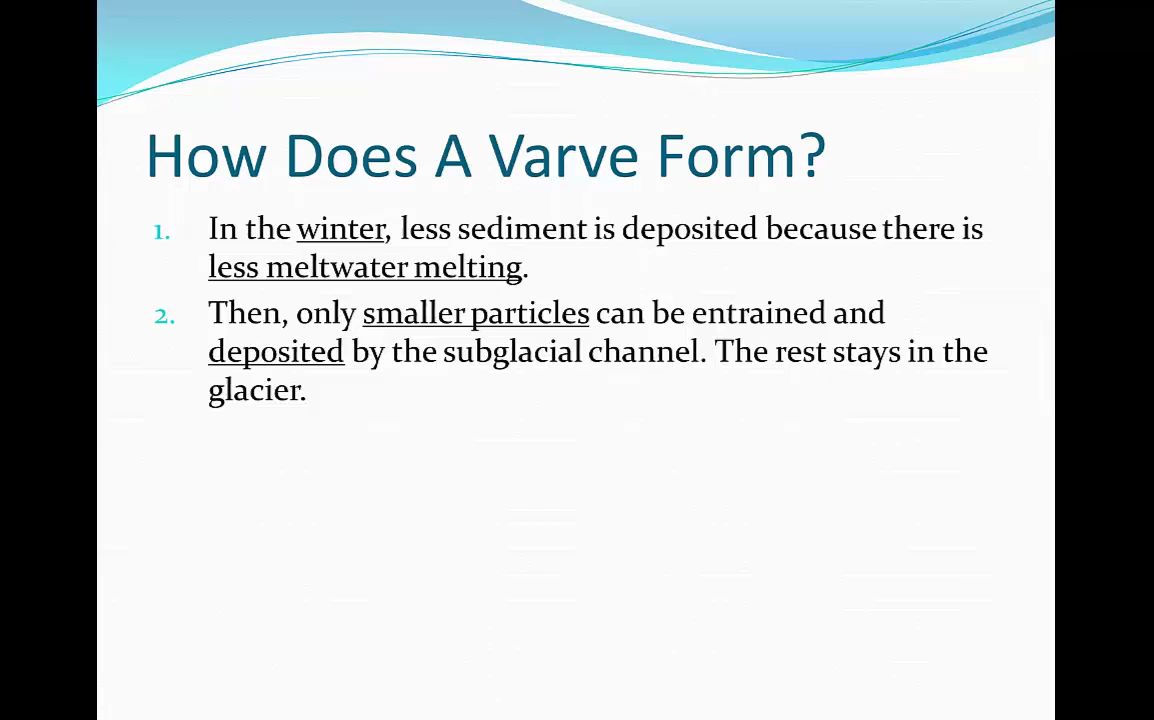 How Does A Varve Form?
1. In the winter, less sediment is deposited because there is
less meltwater melting.
2. Then, only smaller particles can be entrained and
deposited by the subglacial channel. The rest stays in the
glacier.